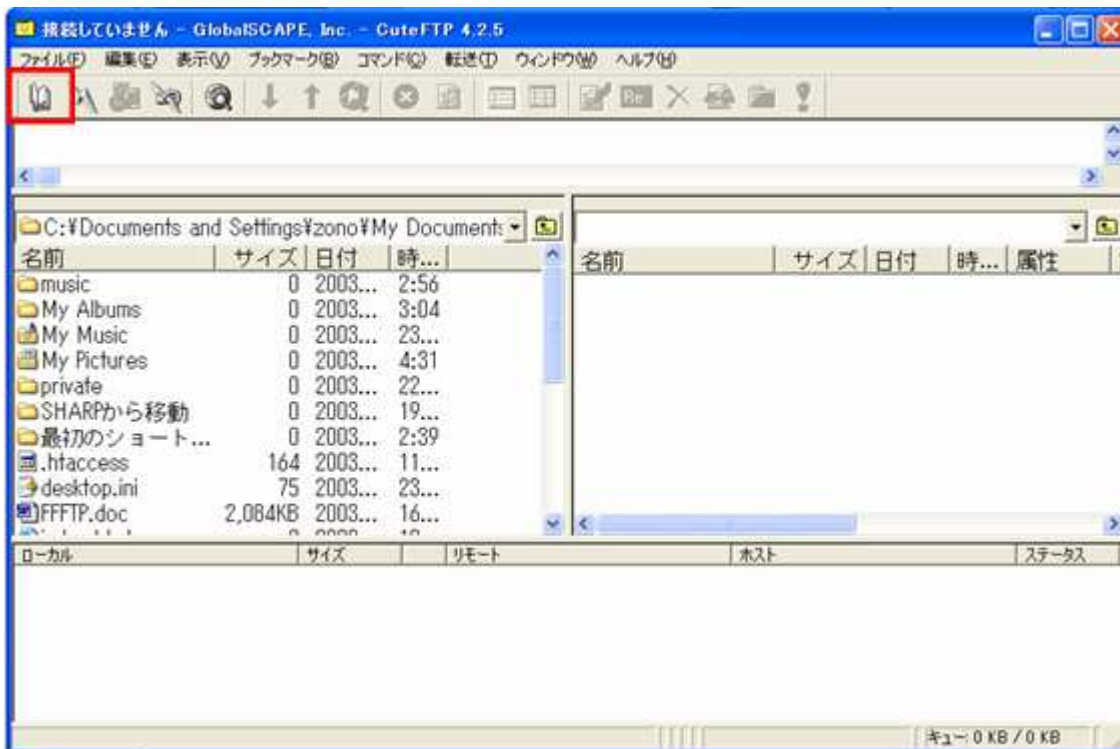 接続していません - GlobalSCAPE, Inc. - CuteFTP 4.2.5
ファイル(F) 編集(E) 表示(V) ブックマーク(B) コマンド(C) 転送(T) ウィンドウ(W) ヘルプ(H)
C:¥Documents and Settings¥zono¥My Documents
名前 サイズ 日付 時...
名前 サイズ 日付 時... 属性
music 0 2003... 2:56
My Albums 0 2003... 3:04
My Music 0 2003... 23...
My Pictures 0 2003... 4:31
private 0 2003... 22...
SHARPから移動 0 2003... 19...
最初のショート... 0 2003... 2:39
.htaccess 164 2003... 11...
desktop.ini 75 2003... 23...
FFFTP.doc 2,084KB 2003... 16...
ローカル サイズ リモート ホスト ステータス
キュー: 0 KB / 0 KB